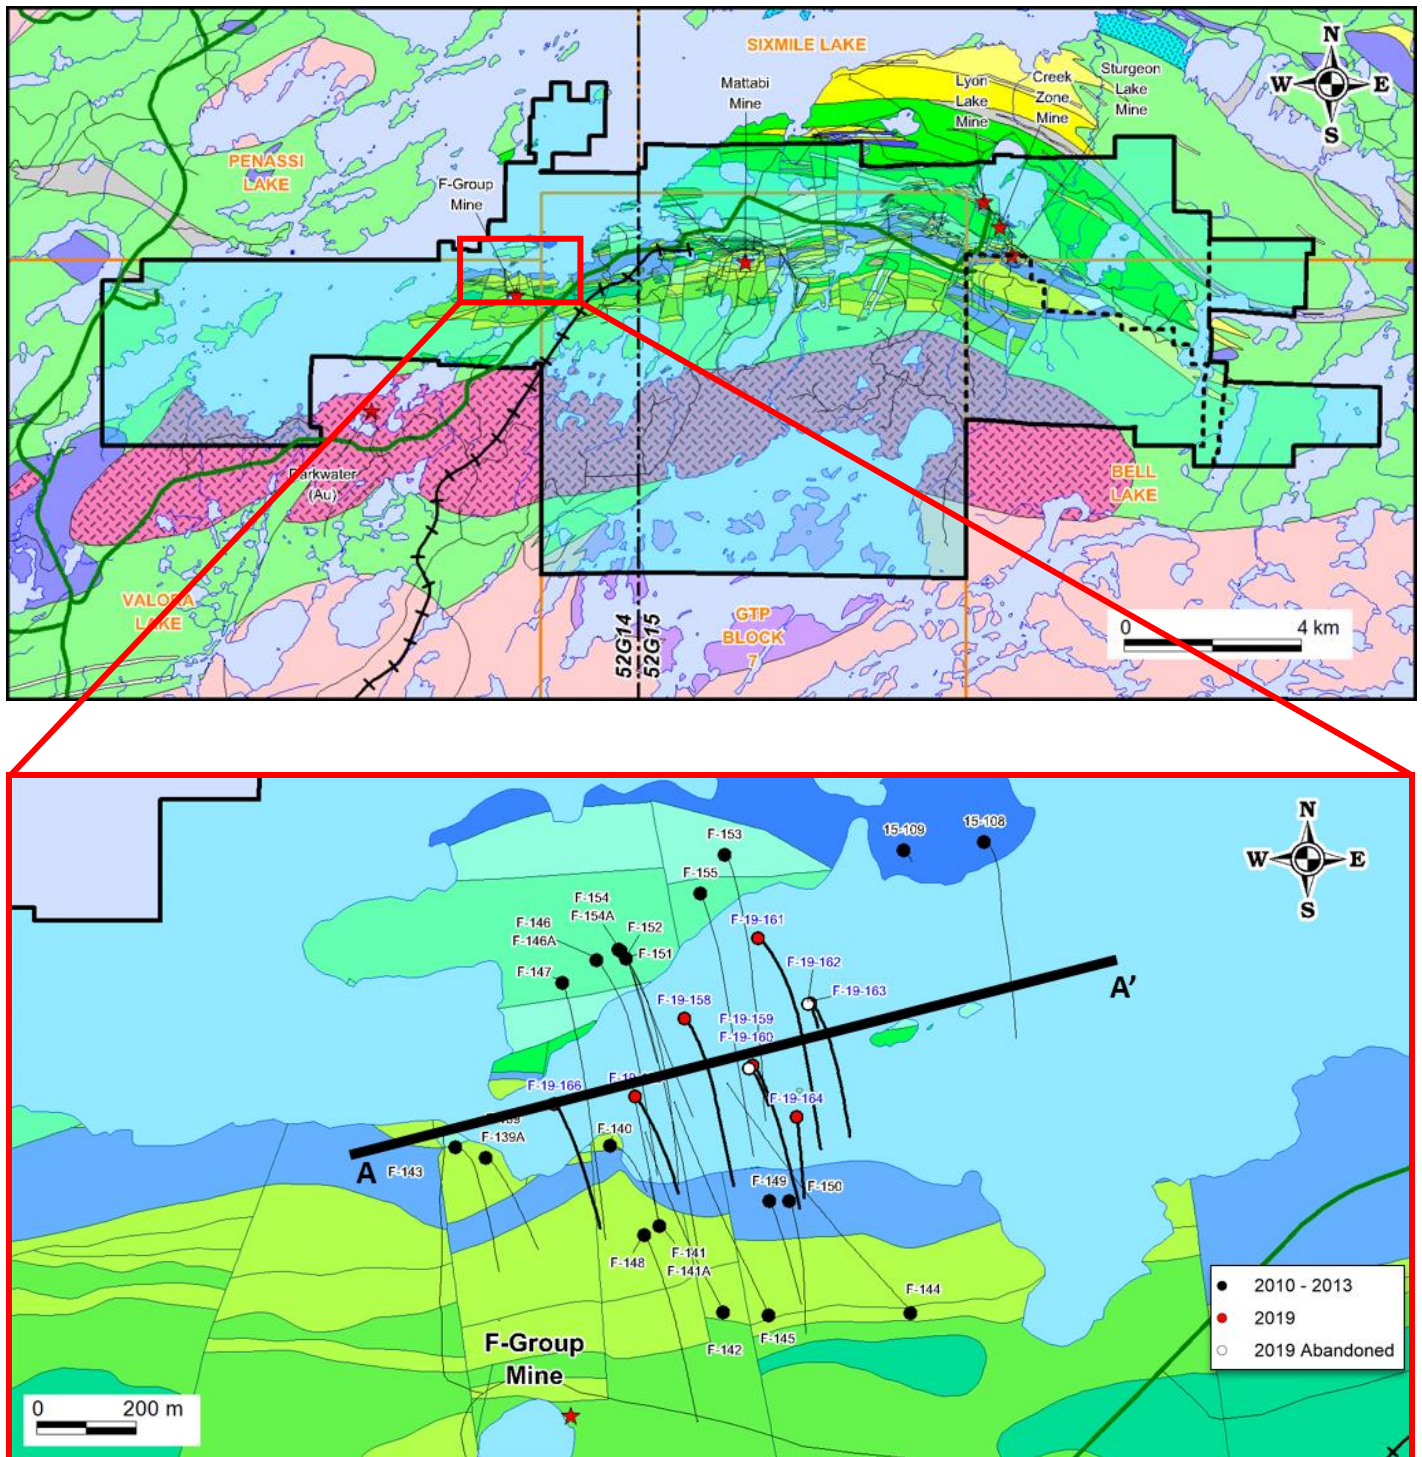 SIXMILE LAKE
N
W
E
S
Mattabi
Mine
Lyon
Lake
Mine
Creek
Zone
Mine
Sturgeon
Lake
Mine
PENASSI
LAKE
F-Group
Mine
Darkwater
(Au)
BELL
LAKE
VALORA
LAKE
52G14
52G15
GTP
BLOCK
7
0
4 km
N
W
E
S
F-153
15-109
15-108
F-155
F-154
F-154A
F-152
F-151
F-146
F-146A
F-147
F-19-161
F-19-162
F-19-163
F-19-158
F-19-159
F-19-160
A'
F-19-166
F-19-164
F-139A
F-140
A
F-143
F-149
F-150
F-148
F-141
F-141A
F-144
F-142
F-145
F-Group
Mine
2010 - 2013
2019
2019 Abandoned
0
200 m